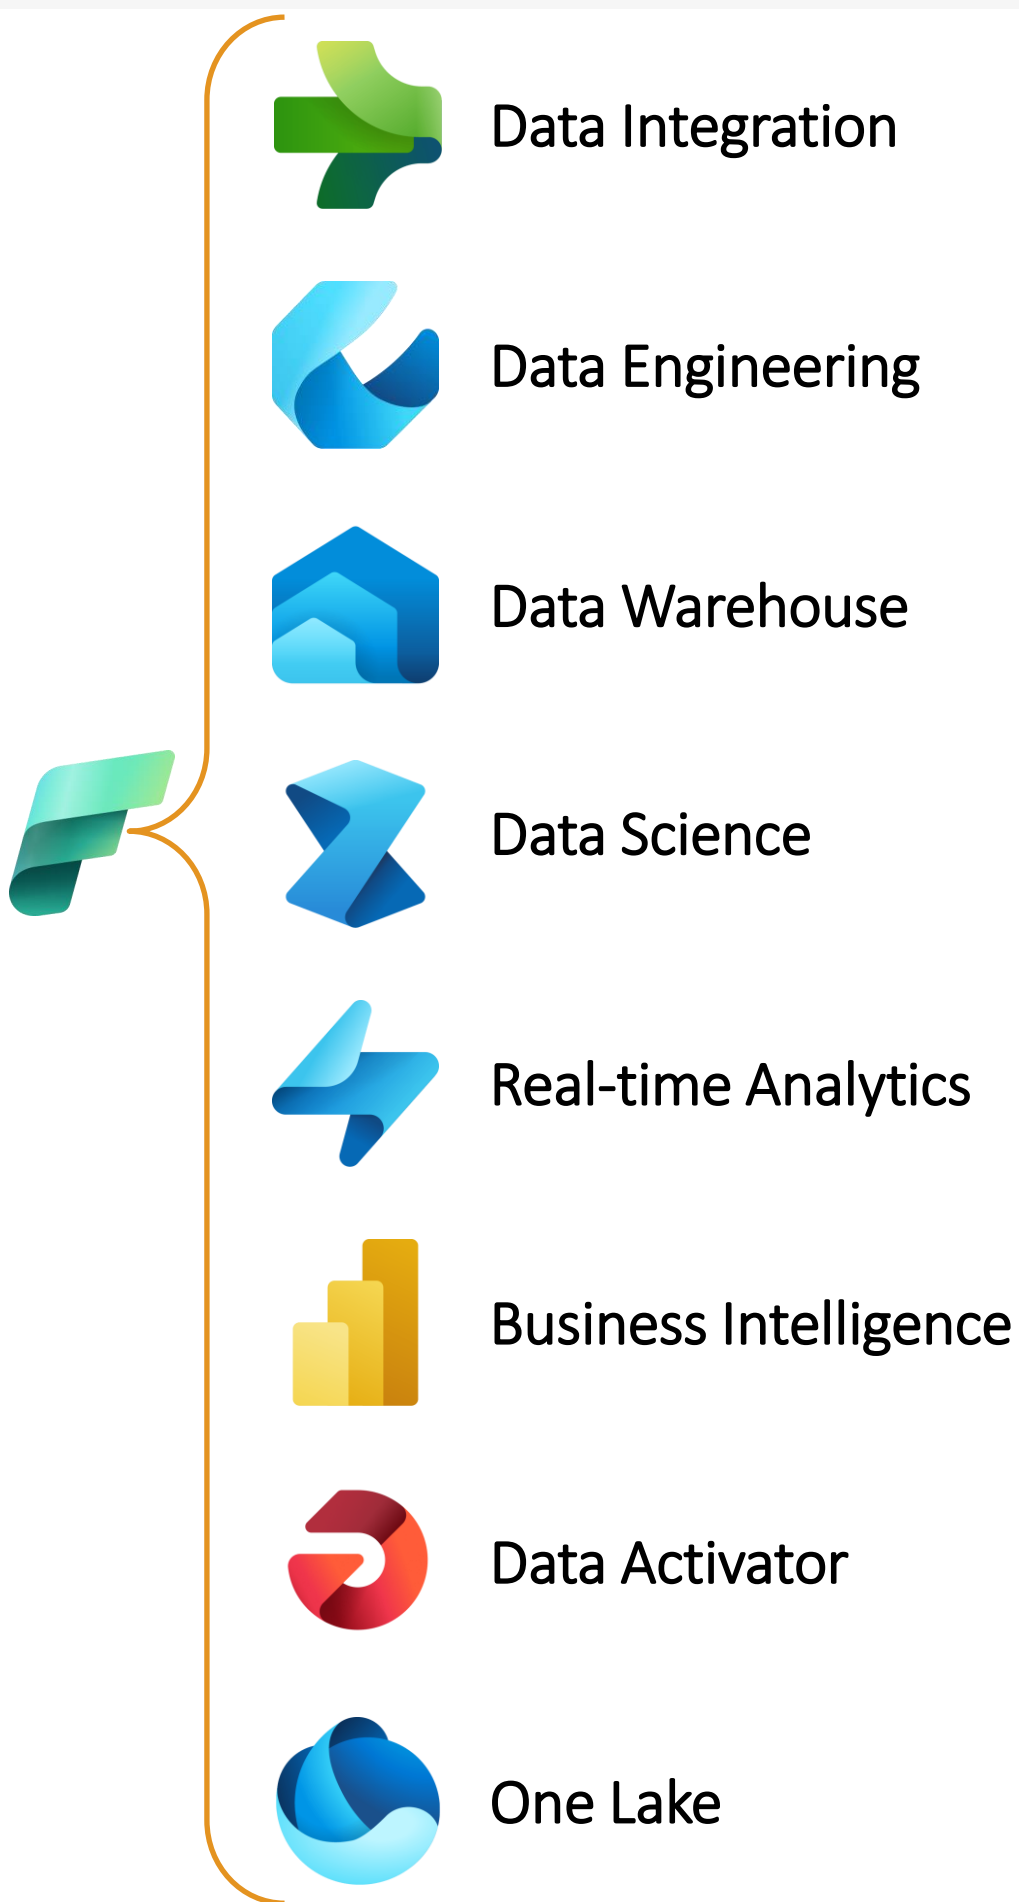 Data Integration
Data Engineering
Data Warehouse
Data Science
Real-time Analytics
Business Intelligence
Data Activator
One Lake